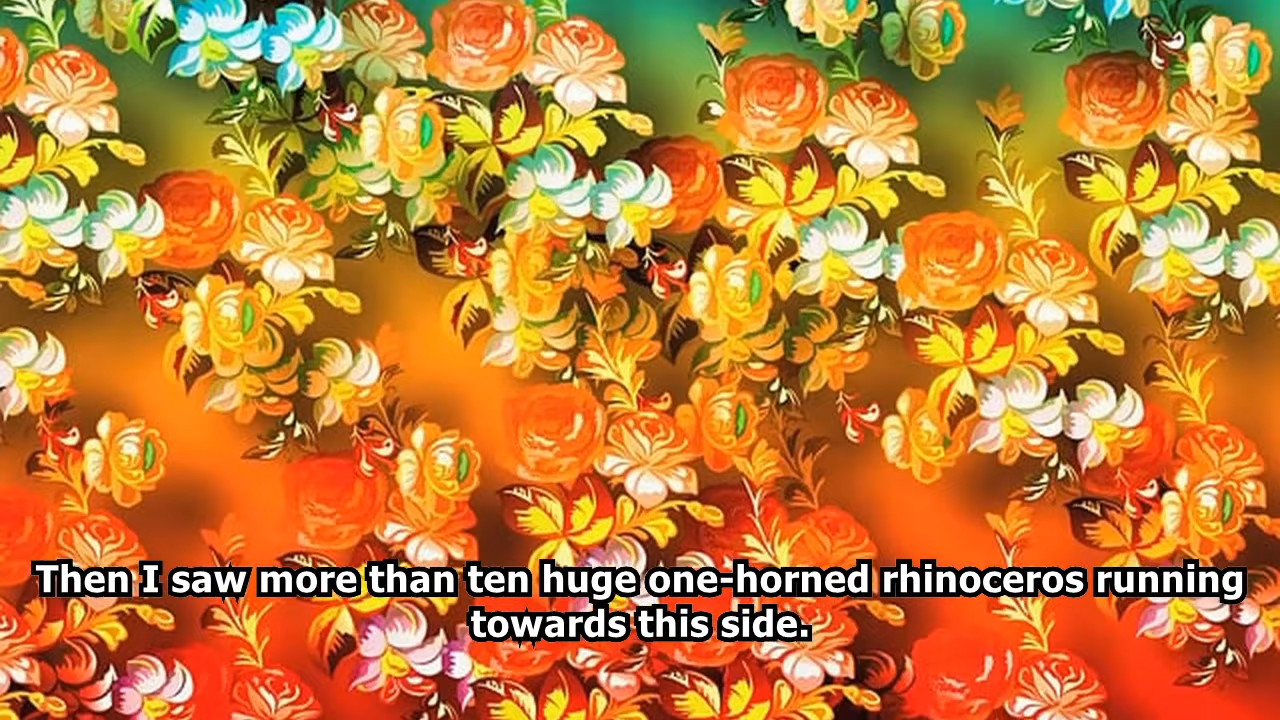 Then I saw more than ten huge one-horned rhinoceros running
towards this side.